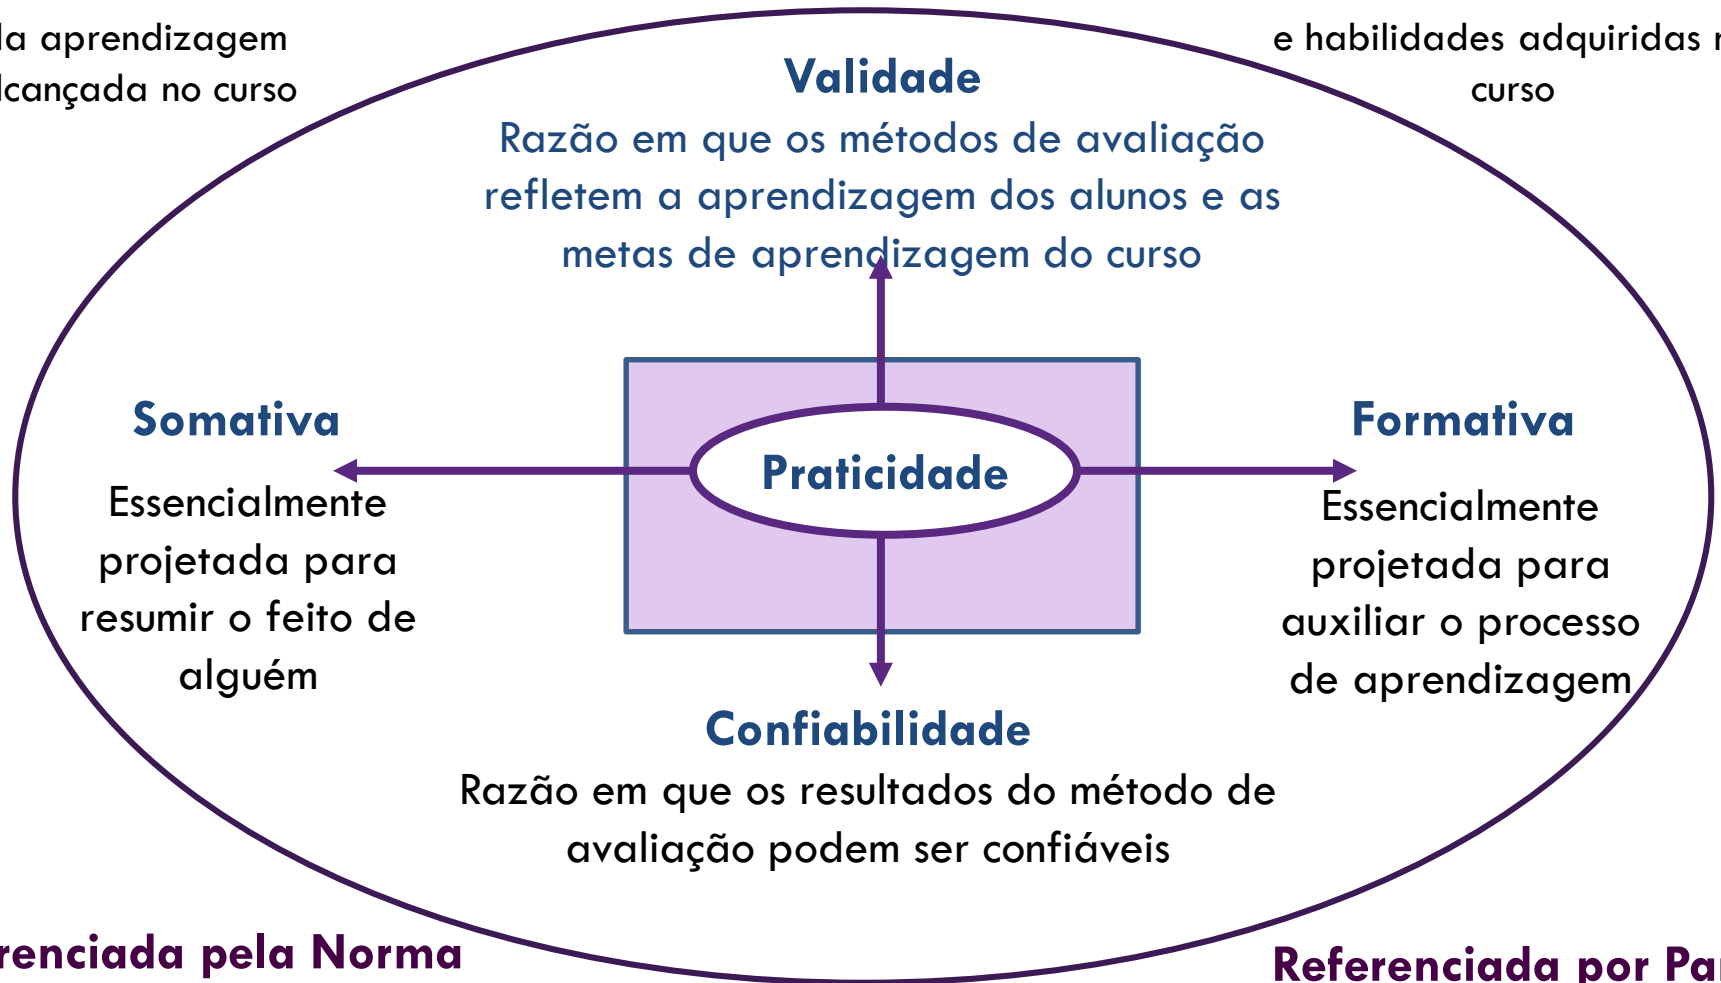 da aprendizagem
alcançada no curso
e habilidades adquiridas
curso
Validade
Razão em que os métodos de avaliação
refletem a aprendizagem dos alunos e as
metas de aprendizagem do curso
Somativa
Essencialmente
projetada para
resumir o feito de
alguém
Praticidade
Formativa
Essencialmente
projetada para
auxiliar o processo
de aprendizagem
Confiabilidade
Razão em que os resultados do método de
avaliação podem ser confiáveis
renciada pela Norma
Referenciada por